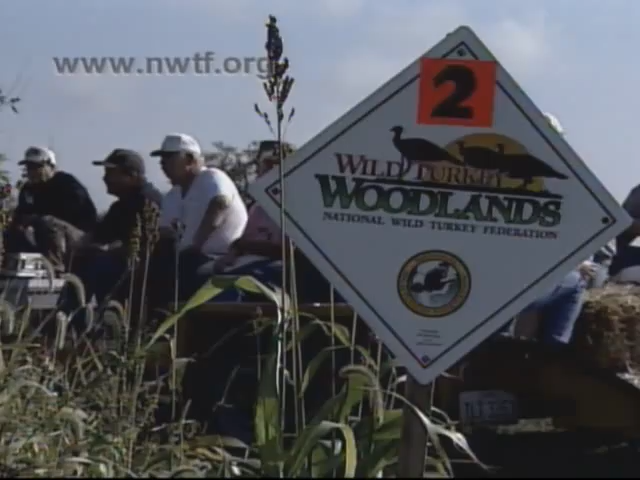 www.nwtf.org
2
WILD TURKEY
WOODLANDS
NATIONAL WILD TURKEY FEDERATION